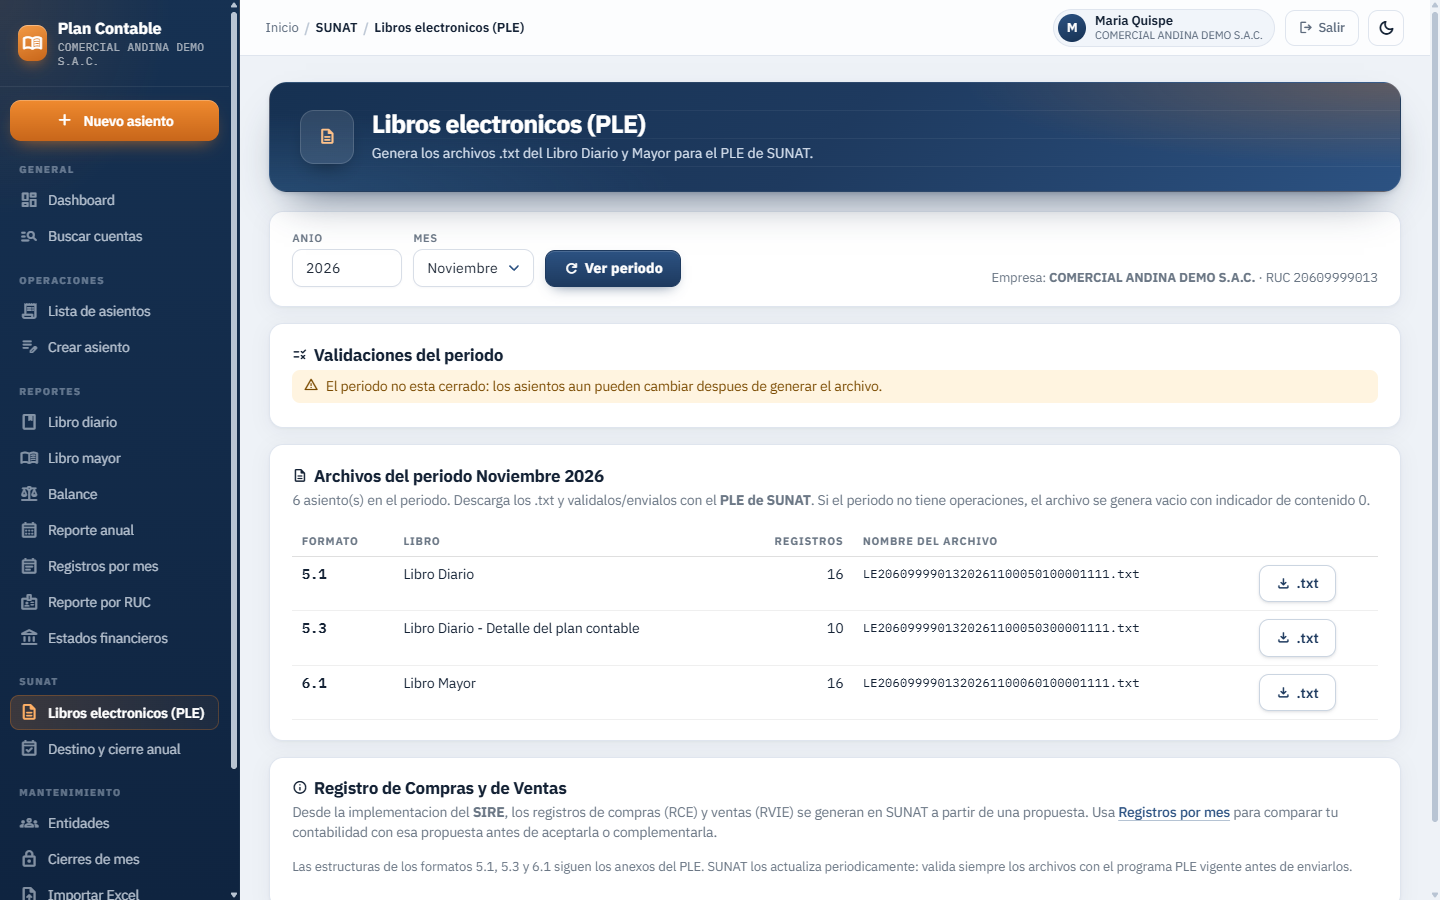 Plan Contable
COMERCIAL ANDINA DEMO
S.A.C.
Nuevo asiento
GENERAL
Dashboard
Buscar cuentas
OPERACIONES
Lista de asientos
Crear asiento
REPORTES
Libro diario
Libro mayor
Balance
Reporte anual
Registros por mes
Reporte por RUC
Estados financieros
SUNAT
Libros electronicos (PLE)
Destino y cierre anual
MANTENIMIENTO
Entidades
Cierres de mes
Importar Excel
Inicio / SUNAT / Libros electronicos (PLE)
M
Maria Quispe
COMERCIAL ANDINA DEMO S.A.C.
Salir
Libros electronicos (PLE)
Genera los archivos .txt del Libro Diario y Mayor para el PLE de SUNAT.
ANIO
MES
2026
Noviembre
Ver periodo
Empresa: COMERCIAL ANDINA DEMO S.A.C. · RUC 20609999013
Validaciones del periodo
El periodo no esta cerrado: los asientos aun pueden cambiar despues de generar el archivo.
Archivos del periodo Noviembre 2026
6 asiento(s) en el periodo. Descarga los .txt y validalos/envialos con el PLE de SUNAT. Si el periodo no tiene operaciones, el archivo se genera vacio con indicador de contenido 0.
FORMATO LIBRO REGISTROS NOMBRE DEL ARCHIVO
5.1 Libro Diario 16 LE2060999901320261100050100001111.txt .txt
5.3 Libro Diario - Detalle del plan contable 10 LE2060999901320261100050300001111.txt .txt
6.1 Libro Mayor 16 LE2060999901320261100060100001111.txt .txt
Registro de Compras y de Ventas
Desde la implementacion del SIRE, los registros de compras (RCE) y ventas (RVIE) se generan en SUNAT a partir de una propuesta. Usa Registros por mes para comparar tu
contabilidad con esa propuesta antes de aceptarla o complementarla.
Las estructuras de los formatos 5.1, 5.3 y 6.1 siguen los anexos del PLE. SUNAT los actualiza periodicamente: valida siempre los archivos con el programa PLE vigente antes de enviarlos.